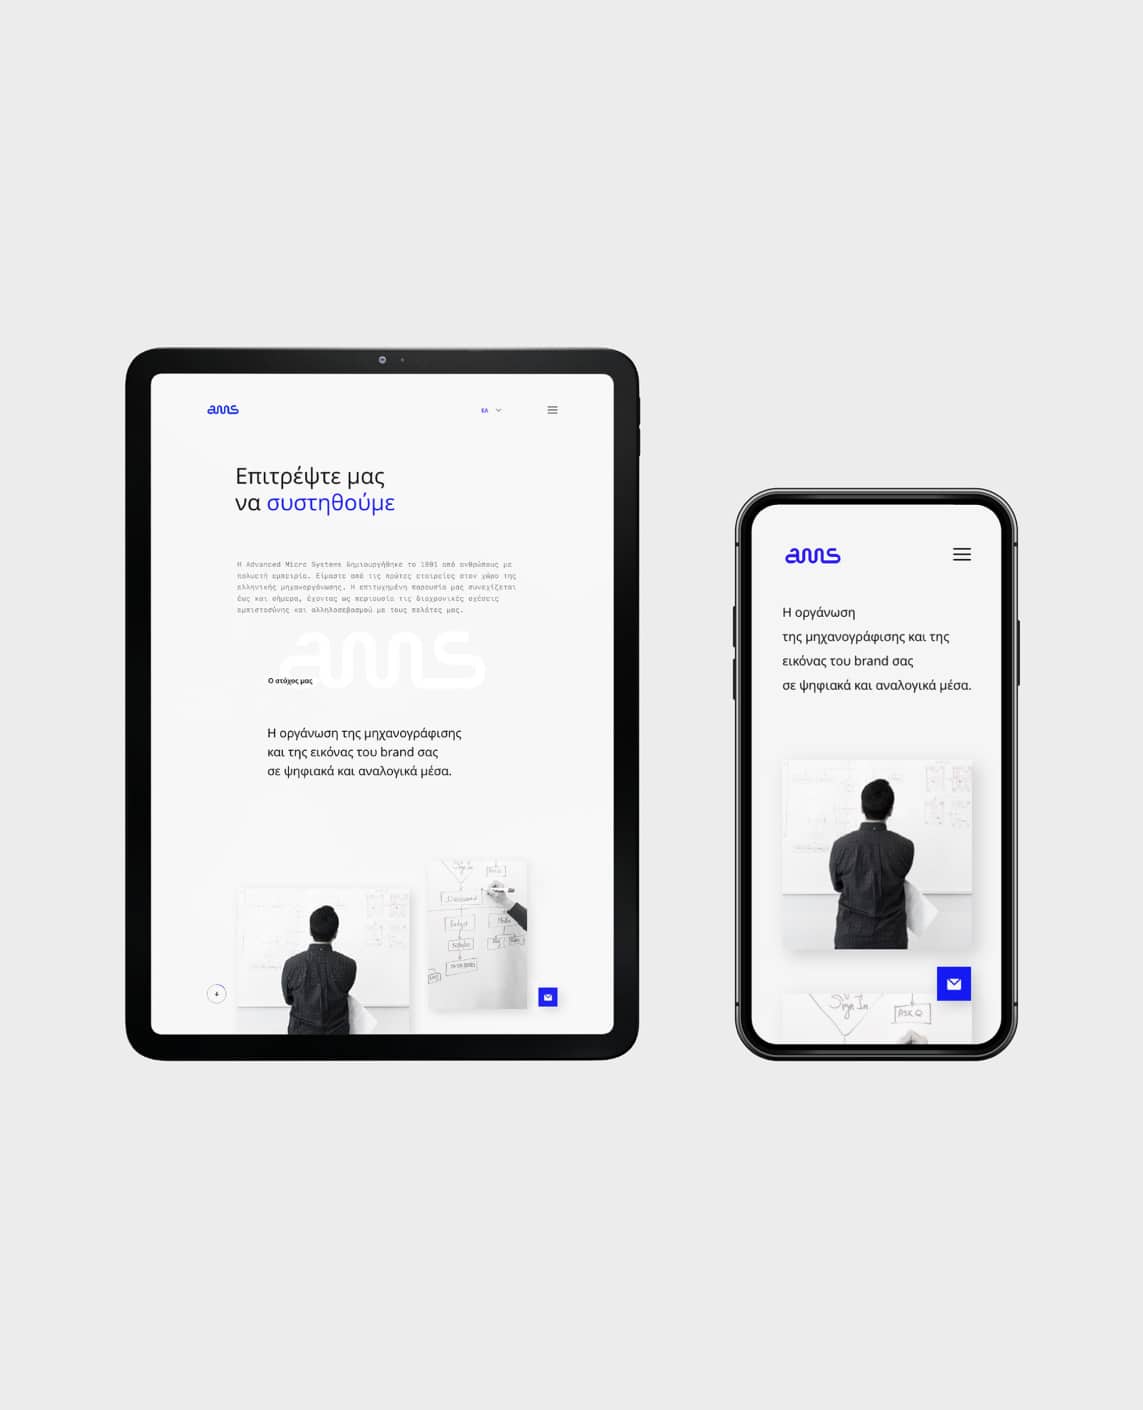 ams
ΕΛ
Επιτρέψτε μας
να συστηθούμε
Η Advanced Micro Systems δημιουργήθηκε το 1991 από ανθρώπους με
πολυετή εμπειρία. Είμαστε από τις πρώτες εταιρείες στον χώρο της
ελληνικής μηχανοργάνωσης. Η επιτυχημένη παρουσία μας συνεχίζεται
έως και σήμερα, έχοντας ως περιουσία τις διαχρονικές σχέσεις
εμπιστοσύνης και αλληλοσεβασμού με τους πελάτες μας.
ams
Ο στόχος μας
Η οργάνωση της μηχανογράφισης
και της εικόνας του brand σας
σε ψηφιακά και αναλογικά μέσα.
ams
Η οργάνωση
της μηχανογράφισης και της
εικόνας του brand σας
σε ψηφιακά και αναλογικά μέσα.
Sign In
ASK Q